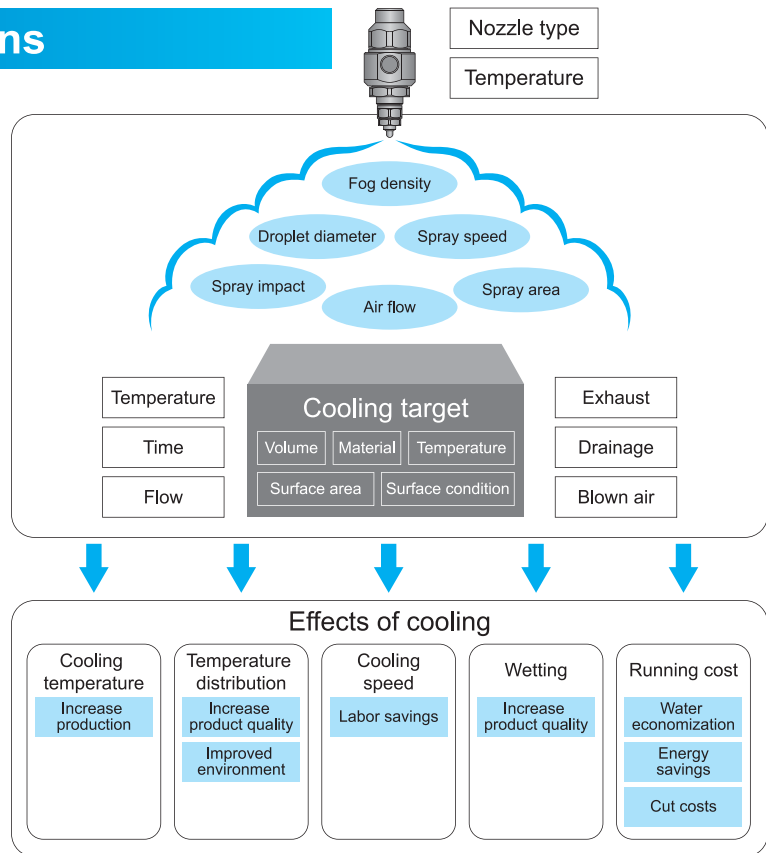 ns
Nozzle type
Temperature
Fog density
Droplet diameter
Spray speed
Spray impact
Air flow
Spray area
Temperature
Time
Flow
Cooling target
Volume
Material
Temperature
Surface area
Surface condition
Exhaust
Drainage
Blown air
Effects of cooling
Cooling
temperature
Increase
production
Temperature
distribution
Increase
product quality
Improved
environment
Cooling
speed
Labor savings
Wetting
Increase
product quality
Running cost
Water
economization
Energy
savings
Cut costs